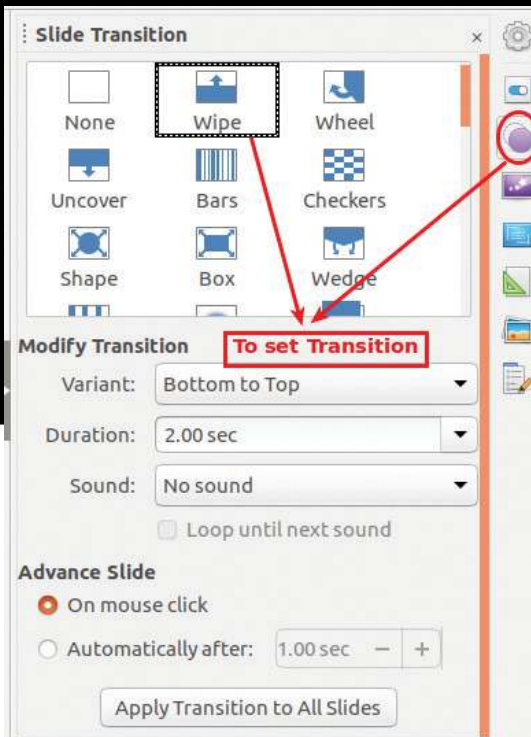 Slide Transition
None Wipe Wheel
Uncover Bars Checkers
Shape Box Wedge
Modify Transition To set Transition
Variant: Bottom to Top
Duration: 2.00 sec
Sound: No sound
Loop until next sound
Advance Slide
On mouse click
Automatically after: 1.00 sec − +
Apply Transition to All Slides